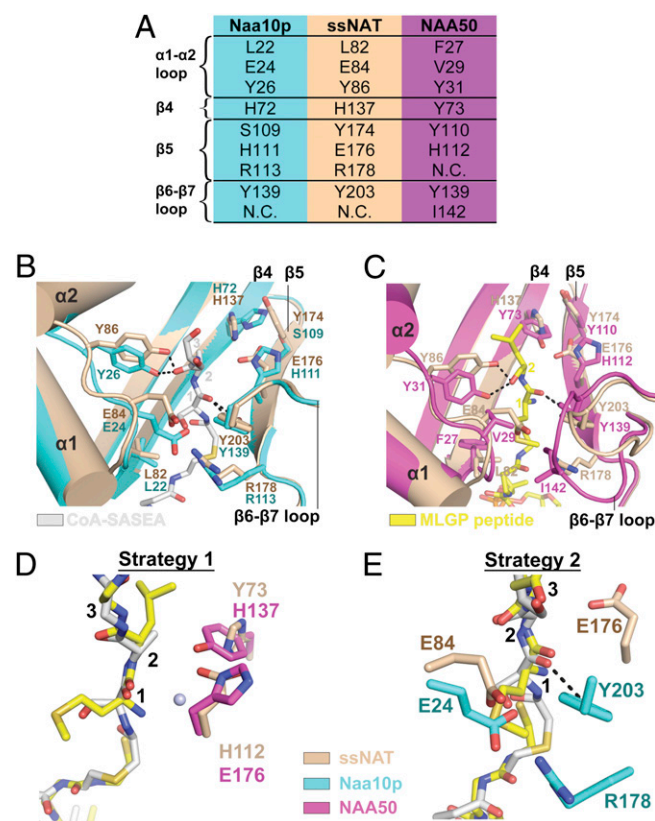 A
Naa10p ssNAT NAA50
α1-α2 loop
L22 L82 F27
E24 E84 V29
Y26 Y86 Y31
β4
H72 H137 Y73
β5
S109 Y174 Y110
H111 E176 H112
R113 R178 N.C.
β6-β7 loop
Y139 Y203 Y139
N.C. N.C. I142
B
α2
α1
β4
β5
H72
H137
Y174
S109
Y86
Y26
3
2
1
E176
H111
E84
E24
Y203
Y139
L82
L22
R178
R113
CoA-SASEA
β6-β7 loop
C
α2
α1
β4
β5
H137
Y73
Y174
Y110
Y86
Y31
2
1
E176
H112
E84
Y203
Y139
F27
V29
L82
R178
I142
MLGP peptide
β6-β7 loop
D
Strategy 1
3
2
1
Y73
H137
H112
E176
E
Strategy 2
3
2
1
E176
E84
E24
Y203
R178
ssNAT
Naa10p
NAA50